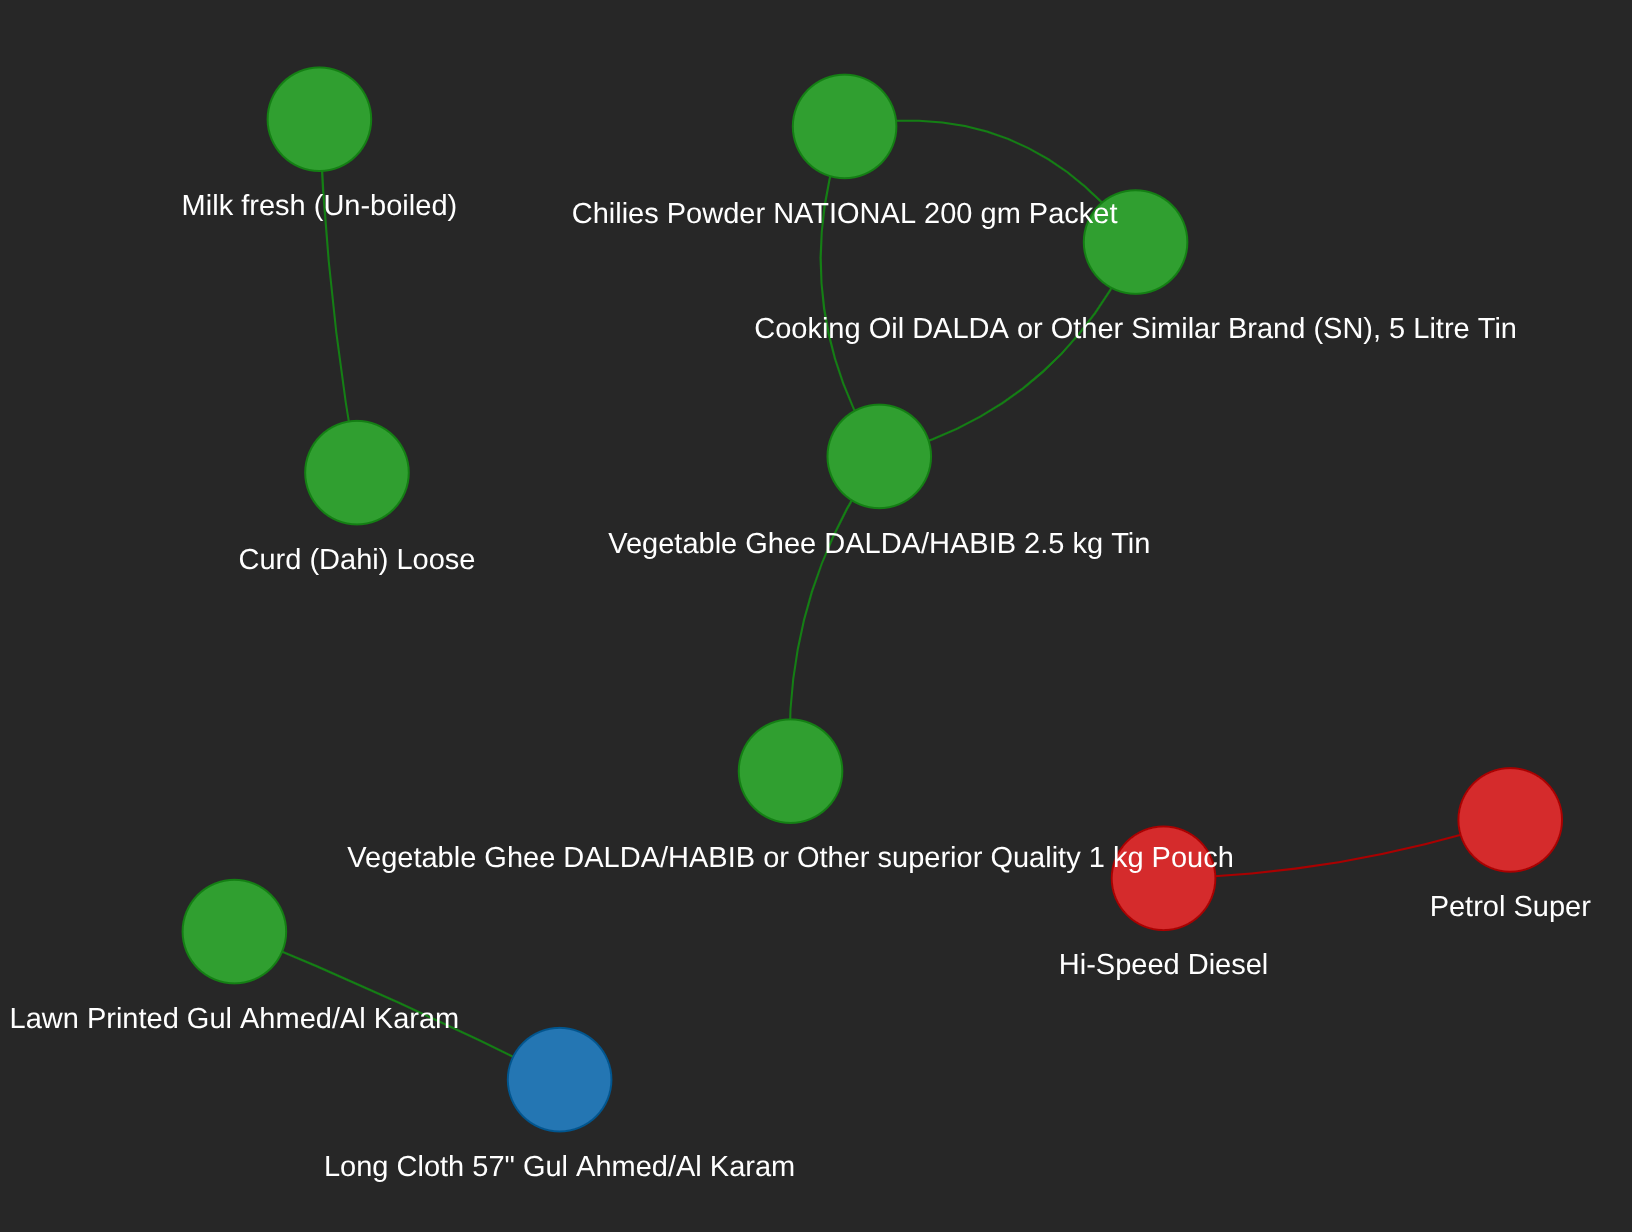 Milk fresh (Un-boiled)
Chilies Powder NATIONAL 200 gm Packet
Cooking Oil DALDA or Other Similar Brand (SN), 5 Litre Tin
Vegetable Ghee DALDA/HABIB 2.5 kg Tin
Curd (Dahi) Loose
Vegetable Ghee DALDA/HABIB or Other superior Quality 1 kg Pouch
Petrol Super
Hi-Speed Diesel
Lawn Printed Gul Ahmed/Al Karam
Long Cloth 57" Gul Ahmed/Al Karam